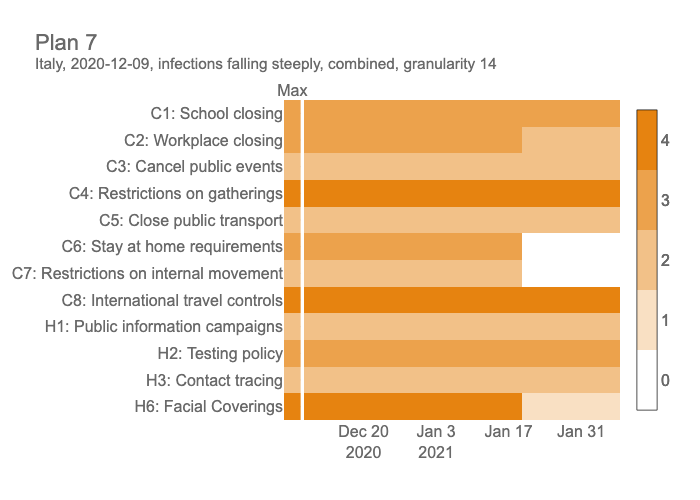 Plan 7
Italy, 2020-12-09, infections falling steeply, combined, granularity 14
Max
C1: School closing
C2: Workplace closing
C3: Cancel public events
C4: Restrictions on gatherings
C5: Close public transport
C6: Stay at home requirements
C7: Restrictions on internal movement
C8: International travel controls
H1: Public information campaigns
H2: Testing policy
H3: Contact tracing
H6: Facial Coverings
4
3
2
1
0
Dec 20 Jan 3 Jan 17 Jan 31
2020 2021